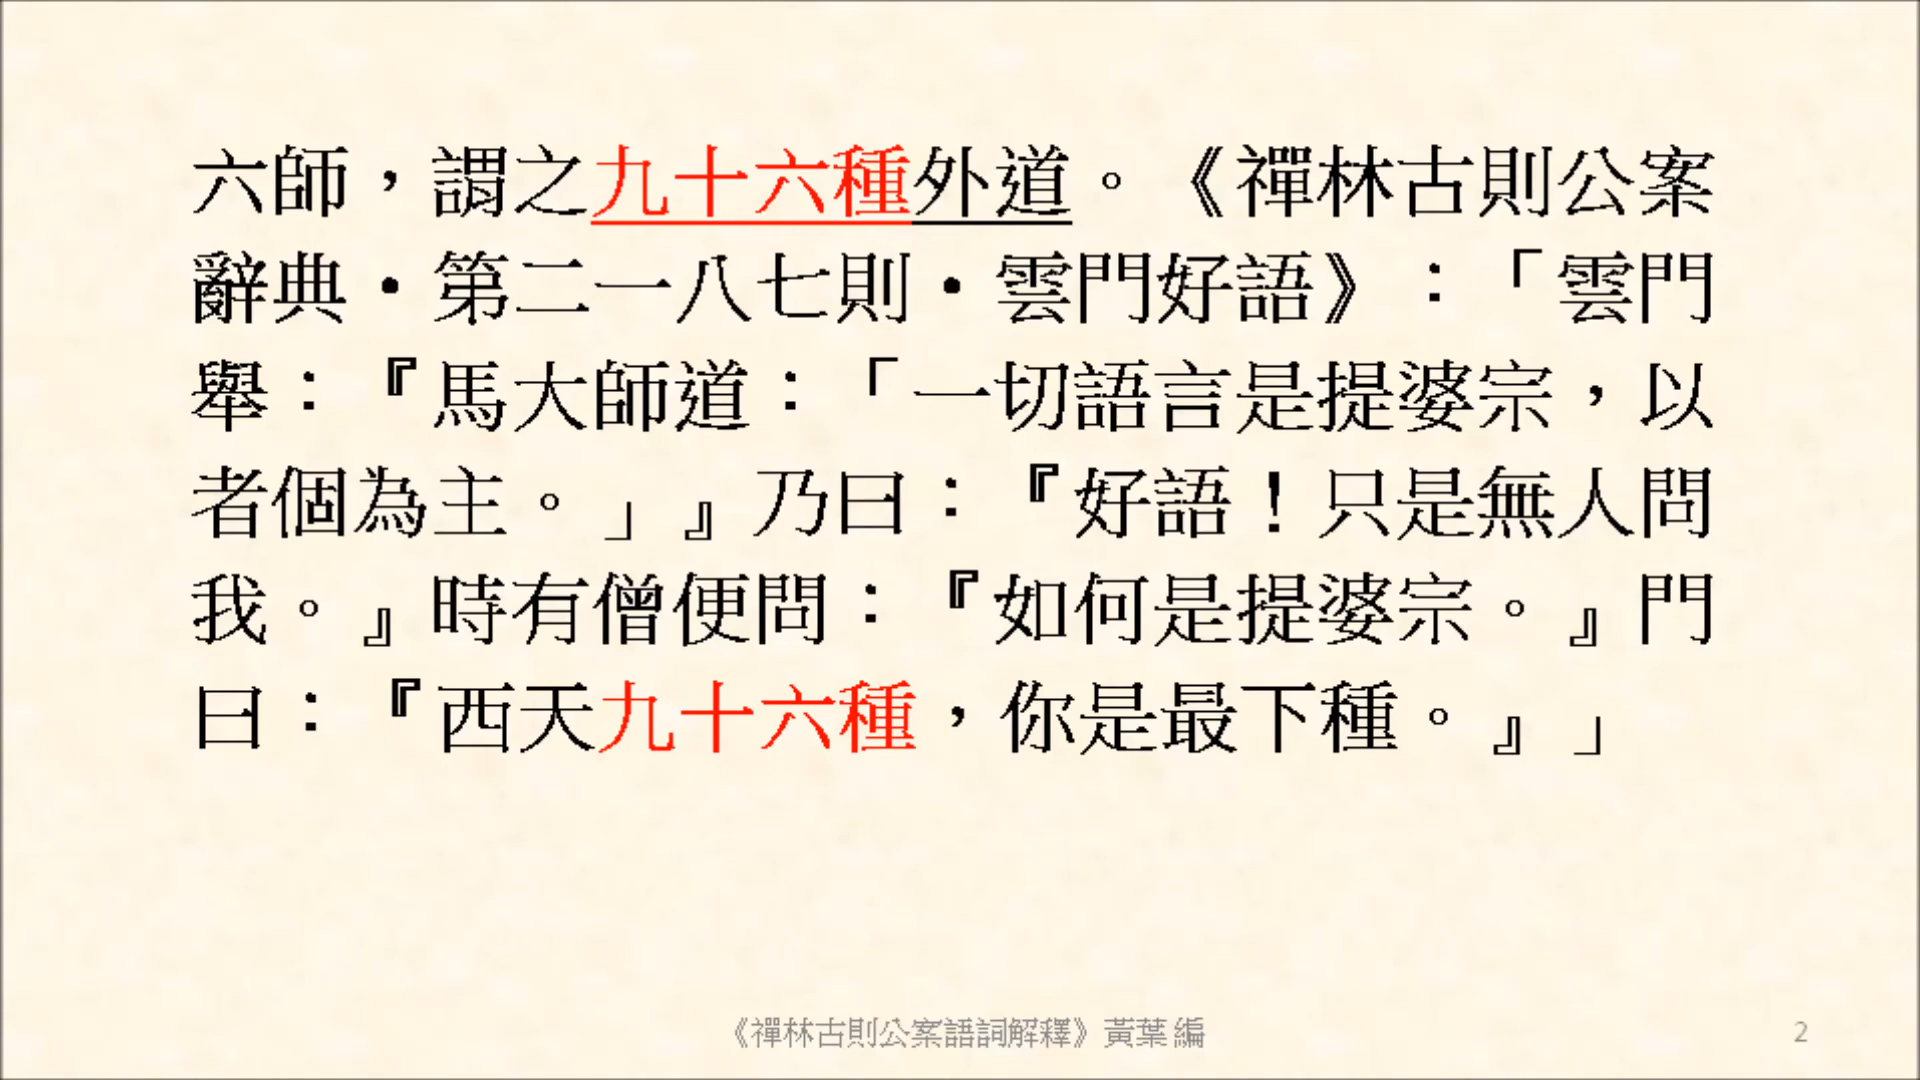 六師，謂之九十六種外道。《禪林古則公案
辭典•第二一八七則•雲門好語》：「雲門
舉：『馬大師道：「一切語言是提婆宗，以
者個為主。」』乃曰：『好語！只是無人問
我。』時有僧便問：『如何是提婆宗。』門
曰：『西天九十六種，你是最下種。』」
《禪林古則公案語詞解釋》黃葉 編
2